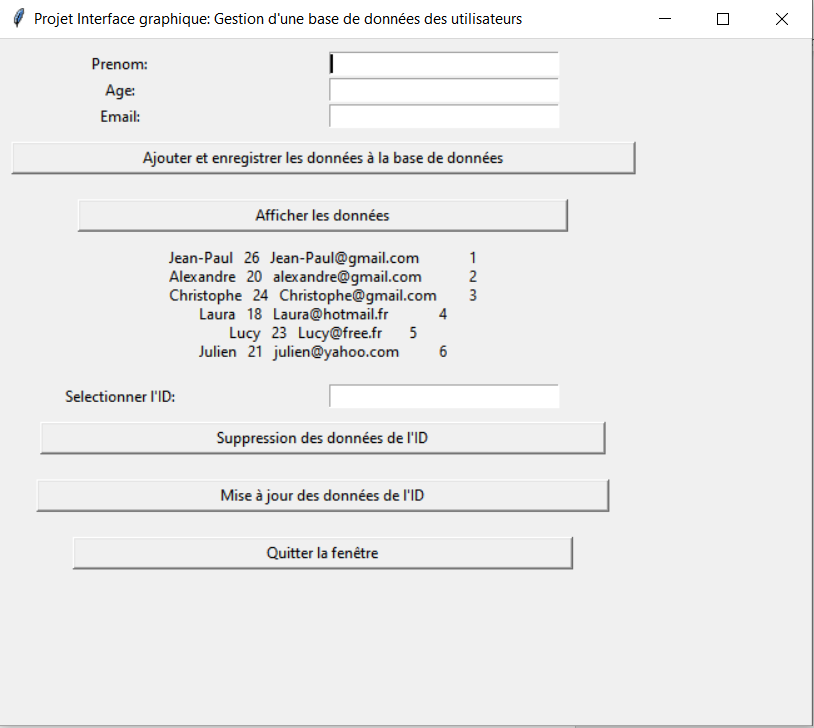 Projet Interface graphique: Gestion d'une base de données des utilisateurs
Prenom:
Age:
Email:
Ajouter et enregistrer les données à la base de données
Afficher les données
Jean-Paul 26 Jean-Paul@gmail.com 1
Alexandre 20 alexandre@gmail.com 2
Christophe 24 Christophe@gmail.com 3
Laura 18 Laura@hotmail.fr 4
Lucy 23 Lucy@free.fr 5
Julien 21 julien@yahoo.com 6
Selectionner l'ID:
Suppression des données de l'ID
Mise à jour des données de l'ID
Quitter la fenêtre